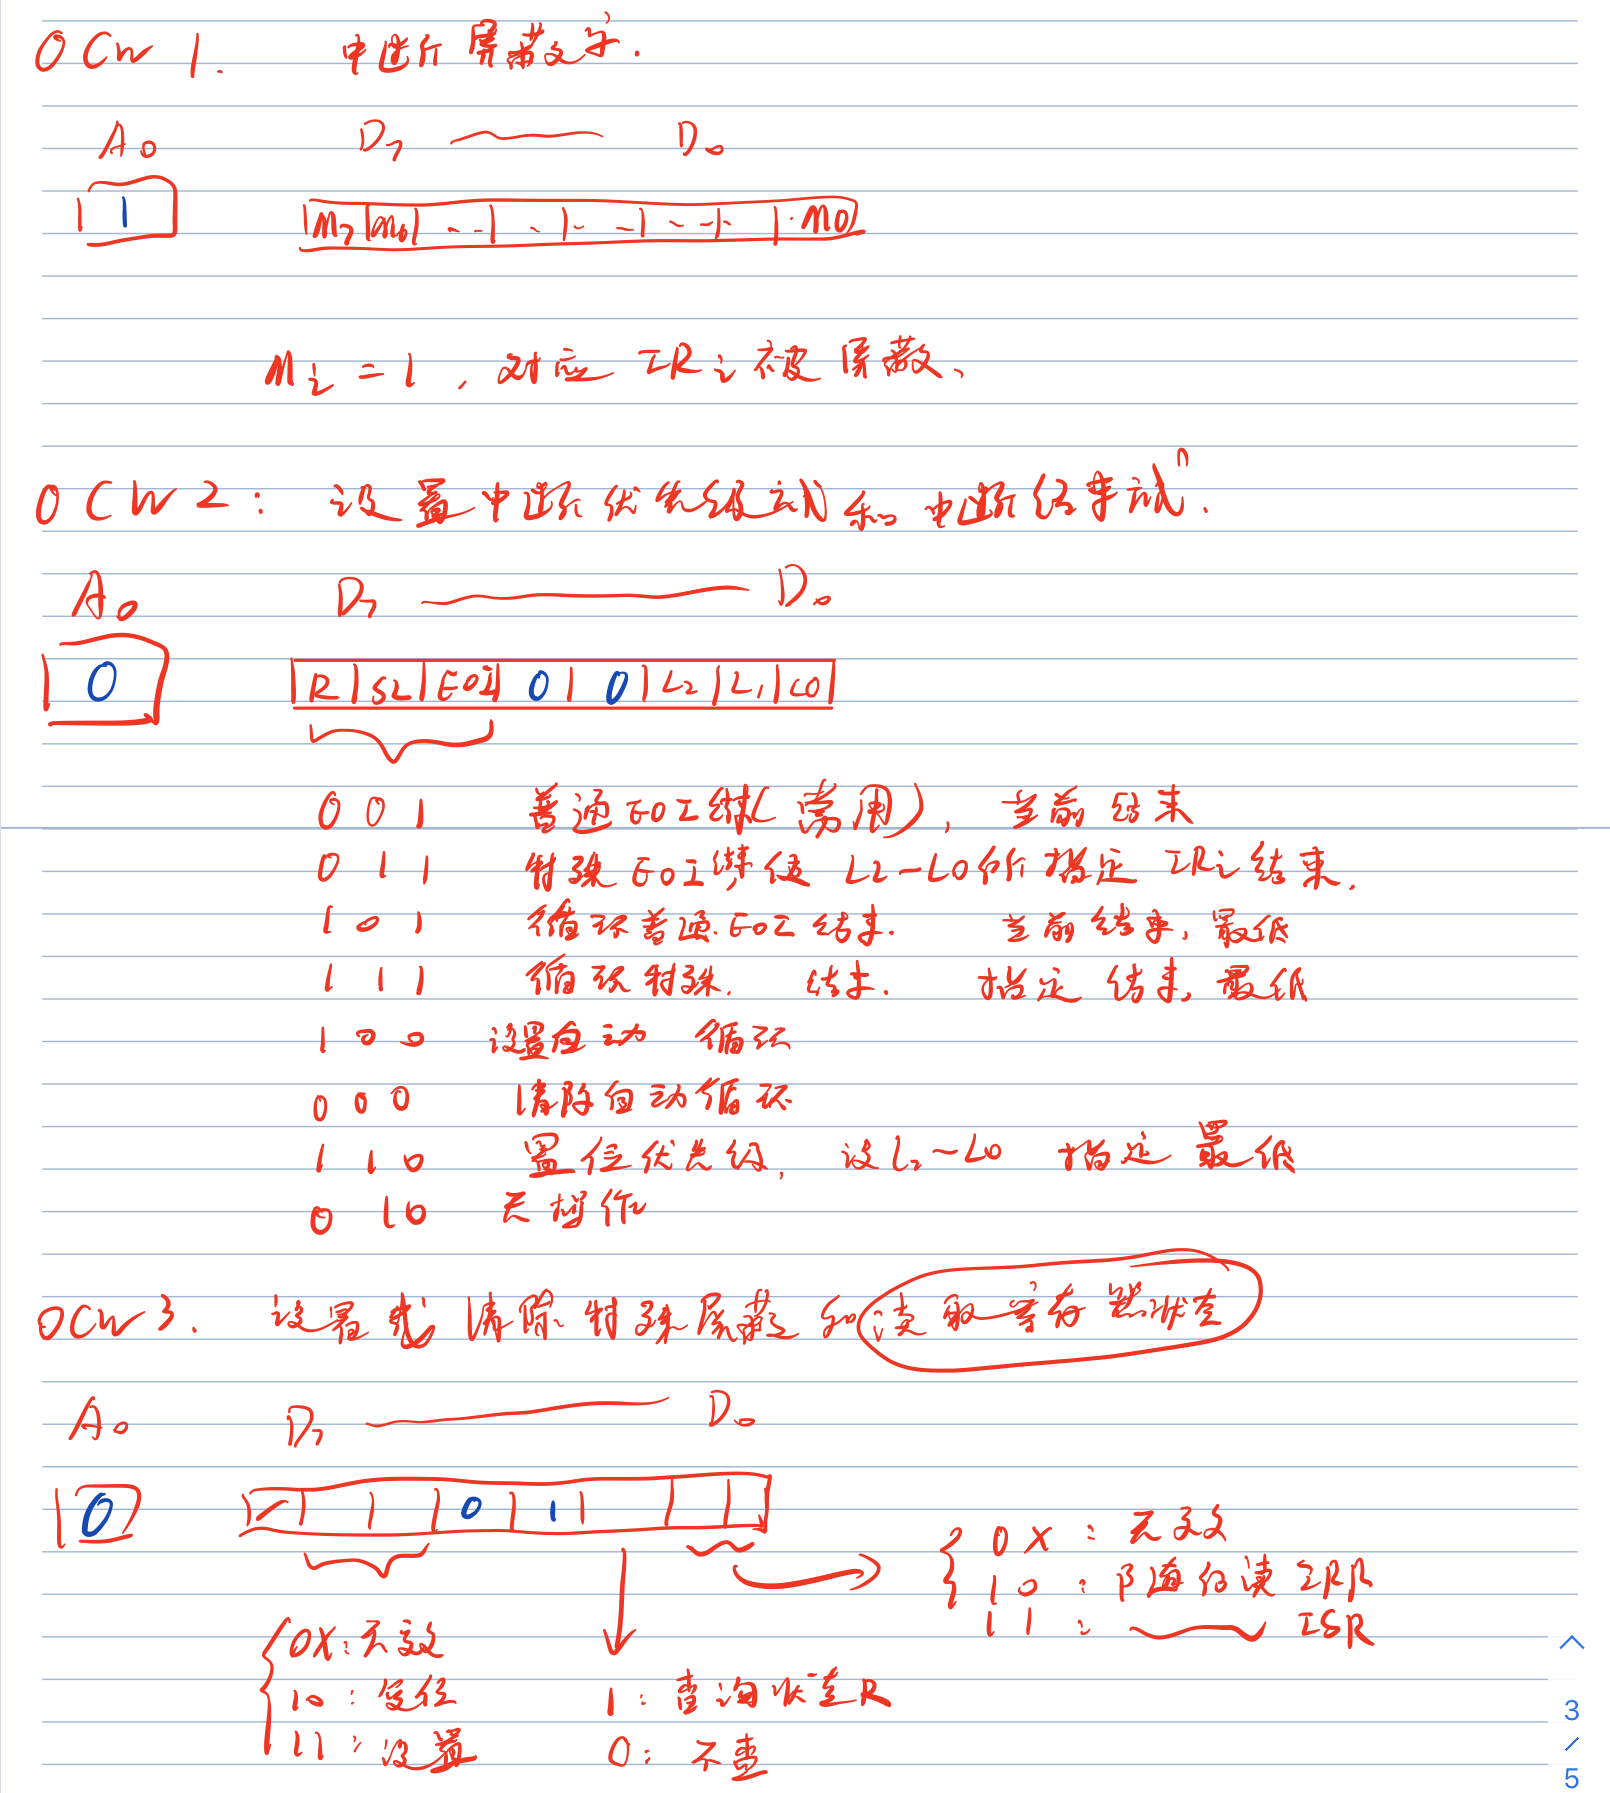 OCW 1. 中断屏蔽字.
A0 D7 D0
1 M7 M6 M0
Mi = 1, 对应 IRi 被屏蔽、
OCW 2: 设置中断优先级方式和中断结束方式.
A0 D7 D0
0 R SL EOI 0 0 L2 L1 L0
0 0 1 普通EOI结束(常用), 当前结束
0 1 1 特殊EOI结束,使 L2~L0所指定 IRi结束.
1 0 1 循环普通EOI结束. 当前结束, 最低
1 1 1 循环特殊. 结束. 指定结束, 最低
1 0 0 设置自动 循环
0 0 0 清除自动循环
1 1 0 置位优先级, 设L2~L0 指定最低
0 1 0 无操作
OCW 3. 设置或清除特殊屏蔽和读取寄存器状态
A0 D7 D0
0 0 1
0X: 无效
10: 复位
11: 设置
1: 查询状态R
0: 不查
0X: 无效
10: 读IRR
11: ISR
3
/
5